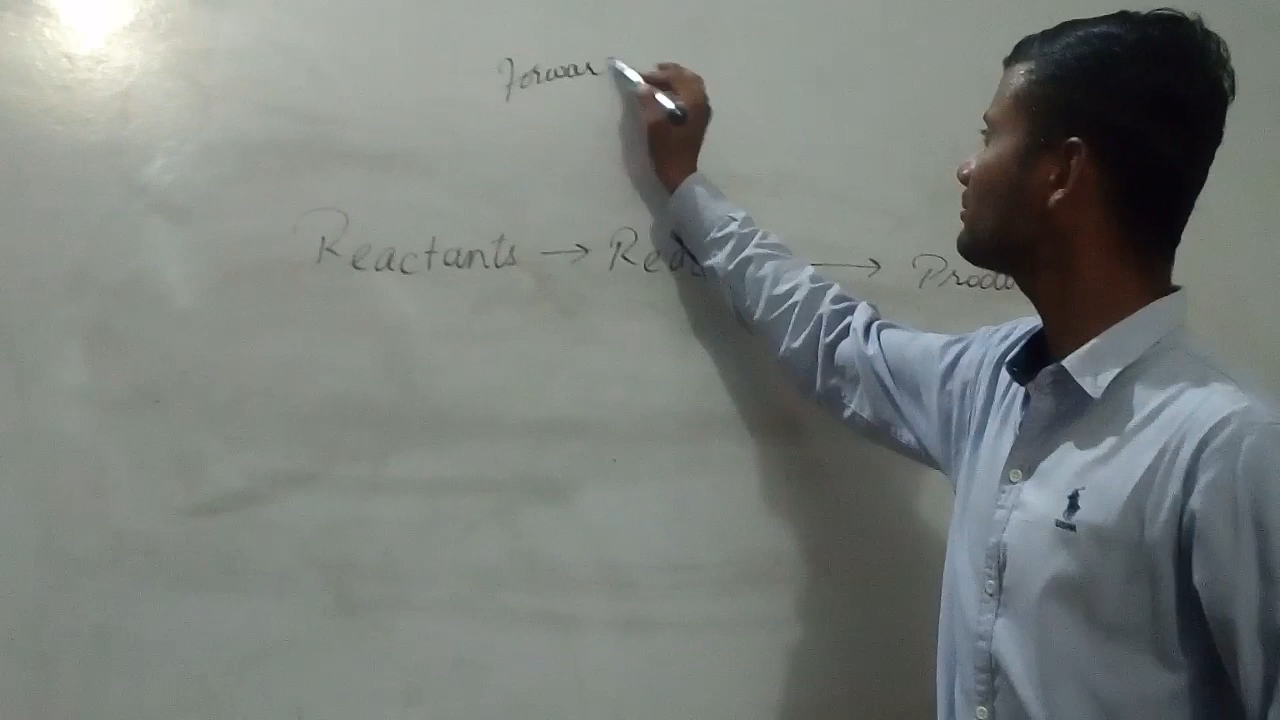 Forwar
Reactants → Rea → Produ